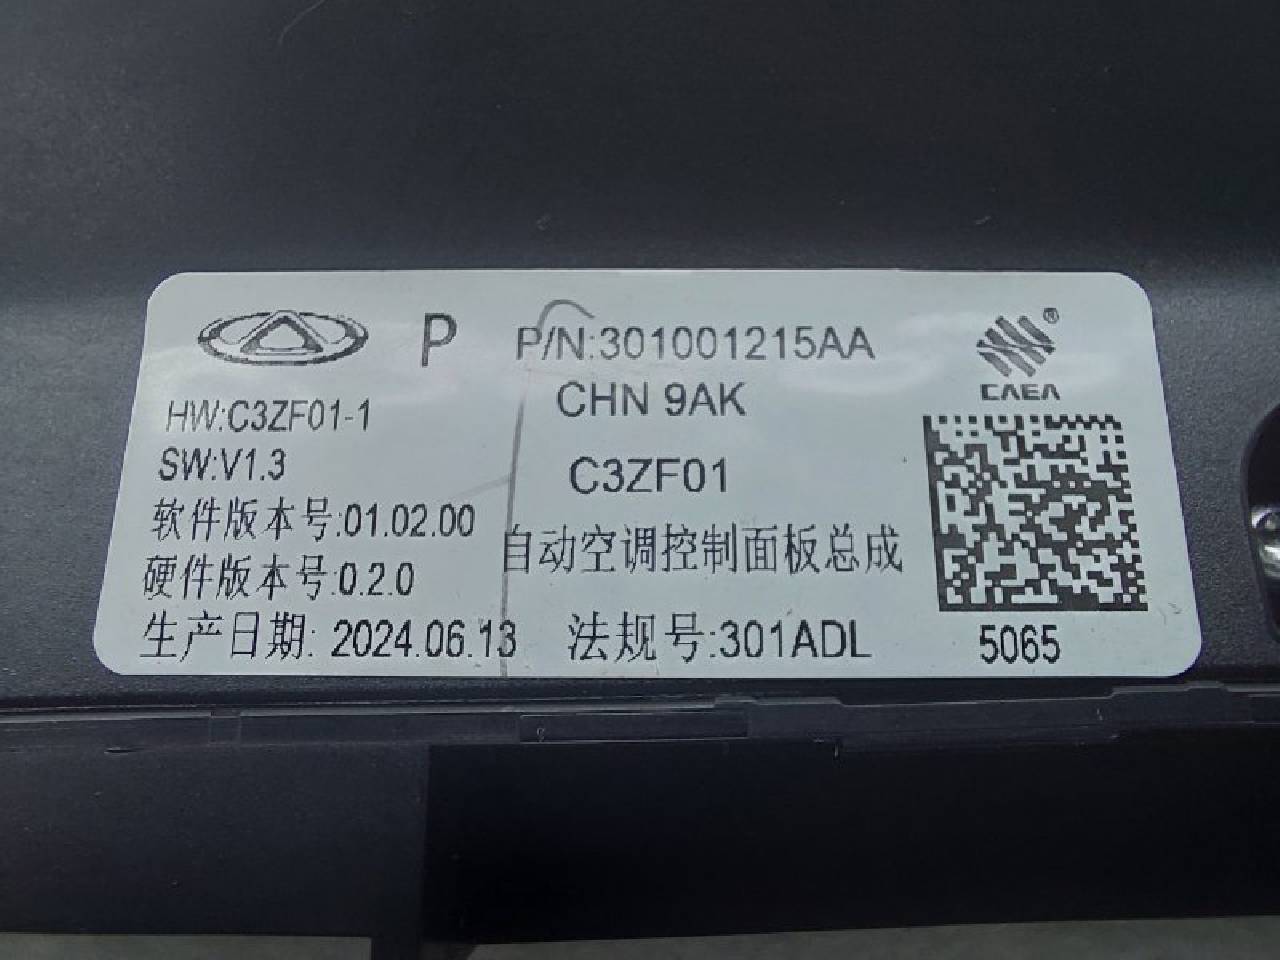 P
P/N:301001215AA
CAEA
HW:C3ZF01-1
CHN 9AK
SW:V1.3
C3ZF01
软件版本号:01.02.00
自动空调控制面板总成
硬件版本号:0.2.0
生产日期: 2024.06.13
法规号:301ADL
5065